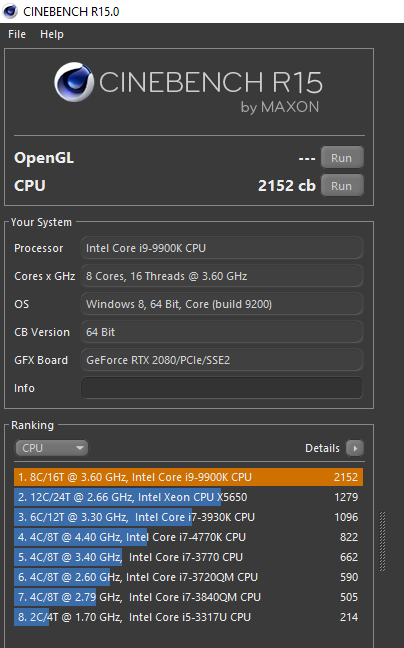 CINEBENCH R15.0
File Help
CINEBENCH R15
by MAXON
OpenGL --- Run
CPU 2152 cb Run
Your System
Processor Intel Core i9-9900K CPU
Cores x GHz 8 Cores, 16 Threads @ 3.60 GHz
OS Windows 8, 64 Bit, Core (build 9200)
CB Version 64 Bit
GFX Board GeForce RTX 2080/PCIe/SSE2
Info
Ranking
CPU Details
1. 8C/16T @ 3.60 GHz, Intel Core i9-9900K CPU 2152
2. 12C/24T @ 2.66 GHz, Intel Xeon CPU X5650 1279
3. 6C/12T @ 3.30 GHz, Intel Core i7-3930K CPU 1096
4. 4C/8T @ 4.40 GHz, Intel Core i7-4770K CPU 822
5. 4C/8T @ 3.40 GHz, Intel Core i7-3770 CPU 662
6. 4C/8T @ 2.60 GHz, Intel Core i7-3720QM CPU 590
7. 4C/8T @ 2.79 GHz, Intel Core i7-3840QM CPU 505
8. 2C/4T @ 1.70 GHz, Intel Core i5-3317U CPU 214